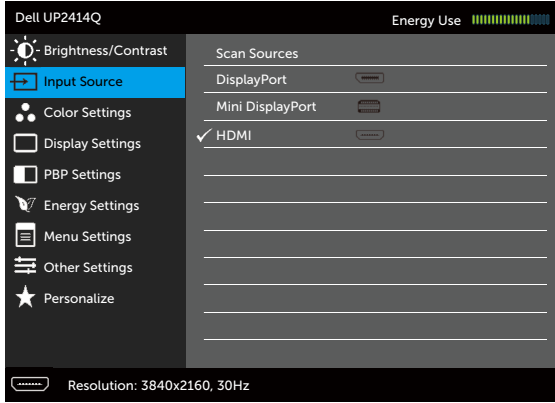 Dell UP2414Q
Energy Use
Brightness/Contrast
Input Source
Color Settings
Display Settings
PBP Settings
Energy Settings
Menu Settings
Other Settings
Personalize
Scan Sources
DisplayPort
Mini DisplayPort
HDMI
Resolution: 3840x2160, 30Hz